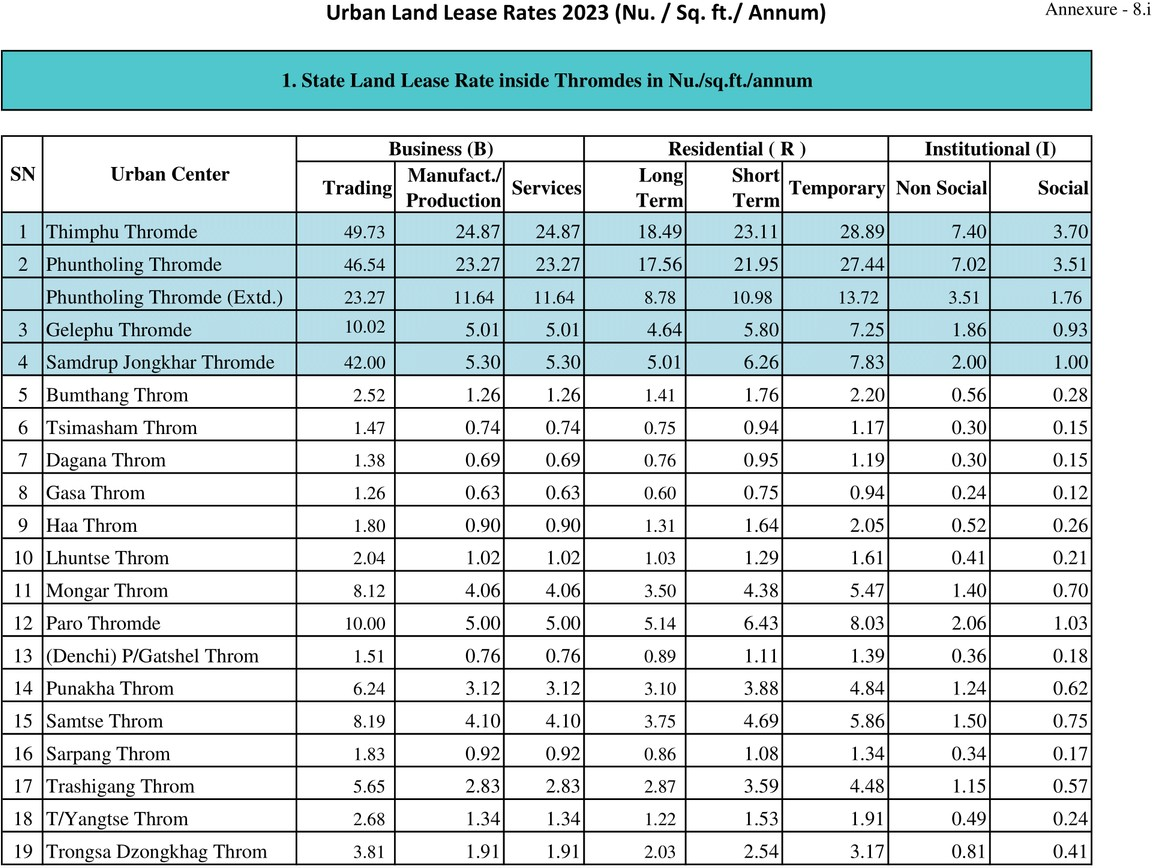 Urban Land Lease Rates 2023 (Nu. / Sq. ft./ Annum)
Annexure - 8.i
1. State Land Lease Rate inside Thromdes in Nu./sq.ft./annum
SN Urban Center Business (B) Residential ( R ) Institutional (I)
Trading Manufact./ Production Services Long Term Short Term Temporary Non Social Social
1 Thimphu Thromde 49.73 24.87 24.87 18.49 23.11 28.89 7.40 3.70
2 Phuntholing Thromde 46.54 23.27 23.27 17.56 21.95 27.44 7.02 3.51
Phuntholing Thromde (Extd.) 23.27 11.64 11.64 8.78 10.98 13.72 3.51 1.76
3 Gelephu Thromde 10.02 5.01 5.01 4.64 5.80 7.25 1.86 0.93
4 Samdrup Jongkhar Thromde 42.00 5.30 5.30 5.01 6.26 7.83 2.00 1.00
5 Bumthang Throm 2.52 1.26 1.26 1.41 1.76 2.20 0.56 0.28
6 Tsimasham Throm 1.47 0.74 0.74 0.75 0.94 1.17 0.30 0.15
7 Dagana Throm 1.38 0.69 0.69 0.76 0.95 1.19 0.30 0.15
8 Gasa Throm 1.26 0.63 0.63 0.60 0.75 0.94 0.24 0.12
9 Haa Throm 1.80 0.90 0.90 1.31 1.64 2.05 0.52 0.26
10 Lhuntse Throm 2.04 1.02 1.02 1.03 1.29 1.61 0.41 0.21
11 Mongar Throm 8.12 4.06 4.06 3.50 4.38 5.47 1.40 0.70
12 Paro Thromde 10.00 5.00 5.00 5.14 6.43 8.03 2.06 1.03
13 (Denchi) P/Gatshel Throm 1.51 0.76 0.76 0.89 1.11 1.39 0.36 0.18
14 Punakha Throm 6.24 3.12 3.12 3.10 3.88 4.84 1.24 0.62
15 Samtse Throm 8.19 4.10 4.10 3.75 4.69 5.86 1.50 0.75
16 Sarpang Throm 1.83 0.92 0.92 0.86 1.08 1.34 0.34 0.17
17 Trashigang Throm 5.65 2.83 2.83 2.87 3.59 4.48 1.15 0.57
18 T/Yangtse Throm 2.68 1.34 1.34 1.22 1.53 1.91 0.49 0.24
19 Trongsa Dzongkhag Throm 3.81 1.91 1.91 2.03 2.54 3.17 0.81 0.41